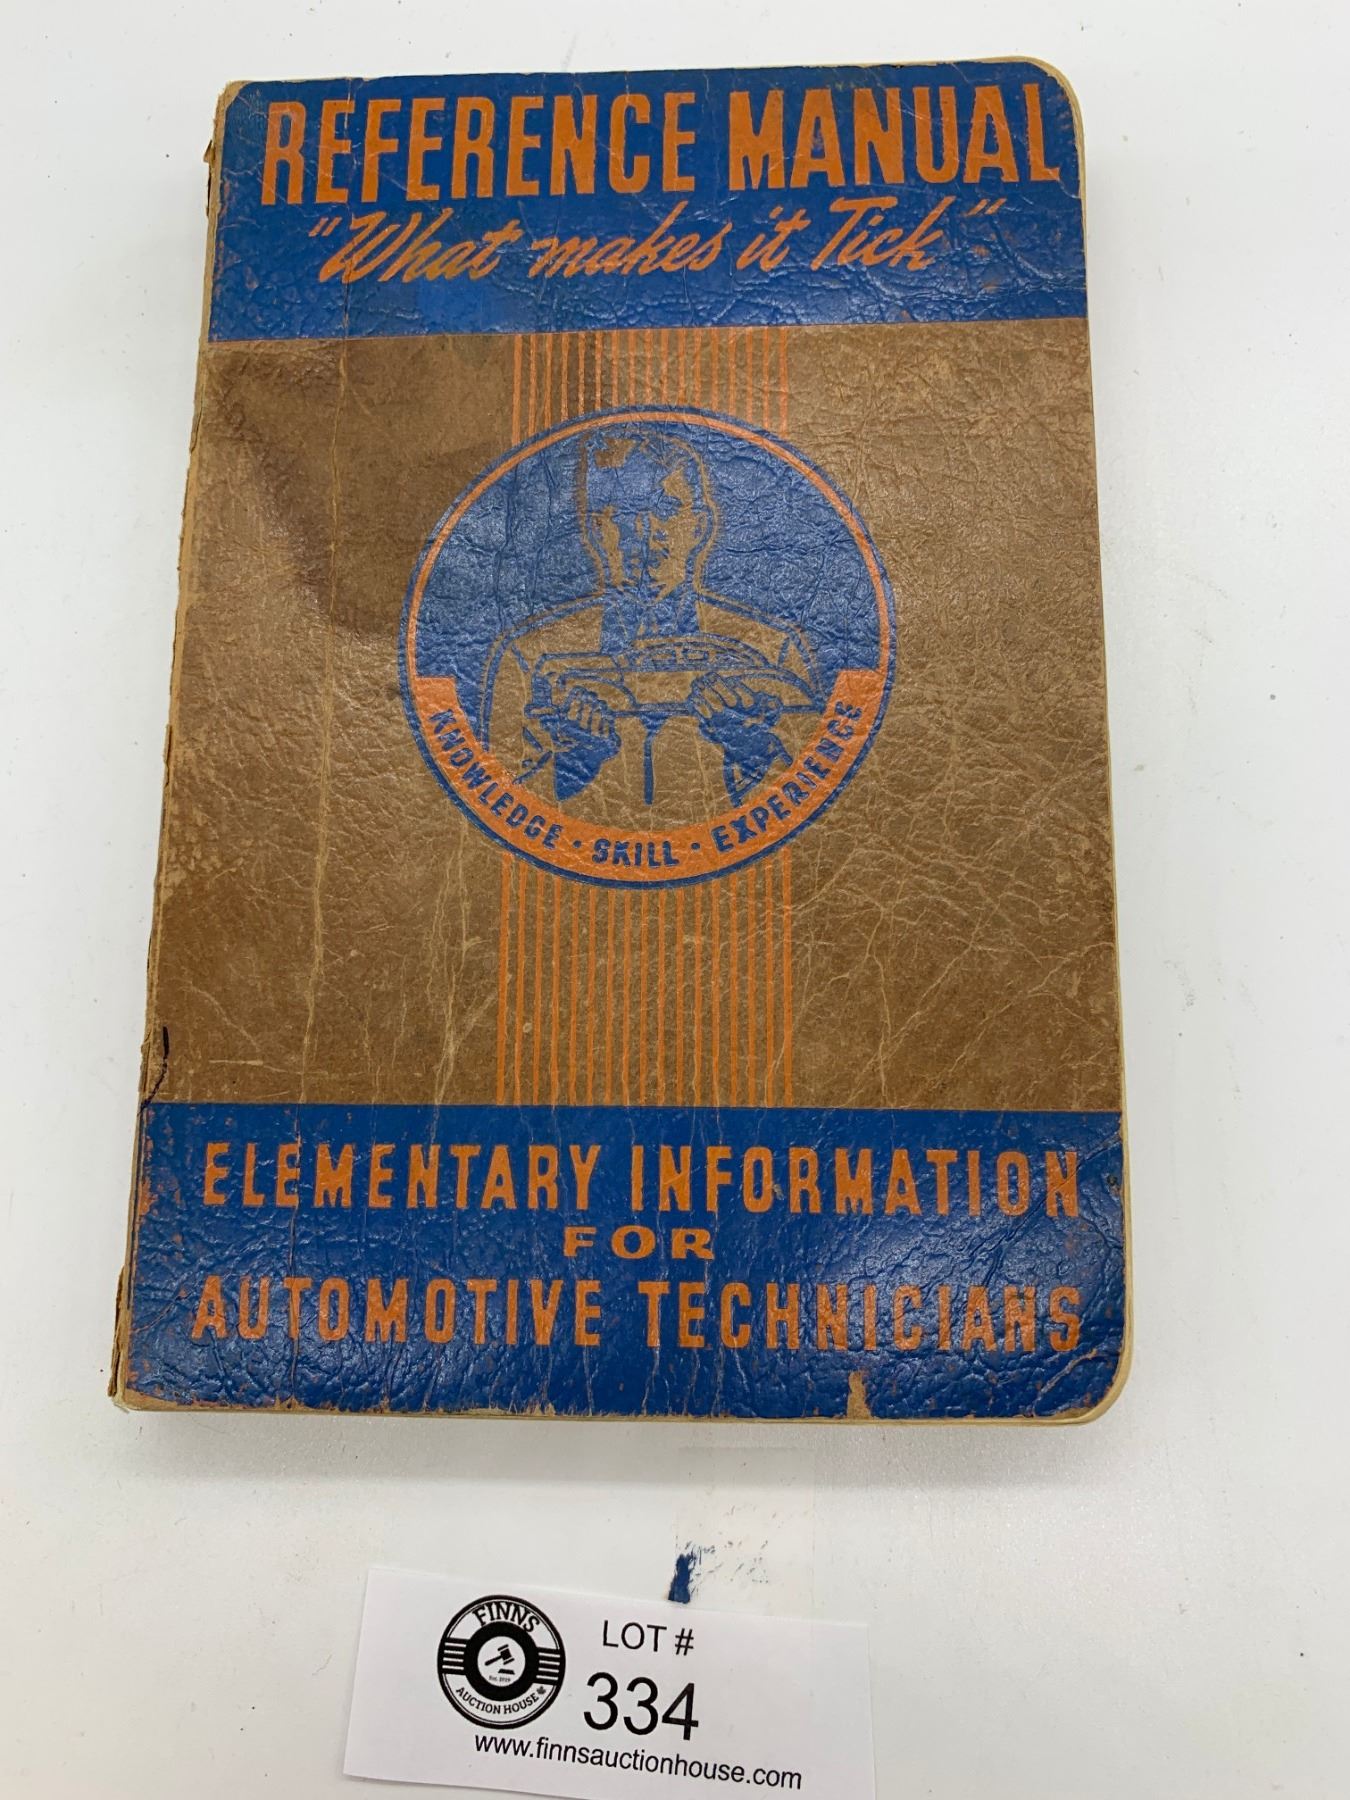 REFERENCE MANUAL
"What makes it Tick"
KNOWLEDGE · SKILL · EXPERIENCE
ELEMENTARY INFORMATION
FOR
AUTOMOTIVE TECHNICIANS
FINNS
AUCTION HOUSE
LOT #
334
www.finnsauctionhouse.com